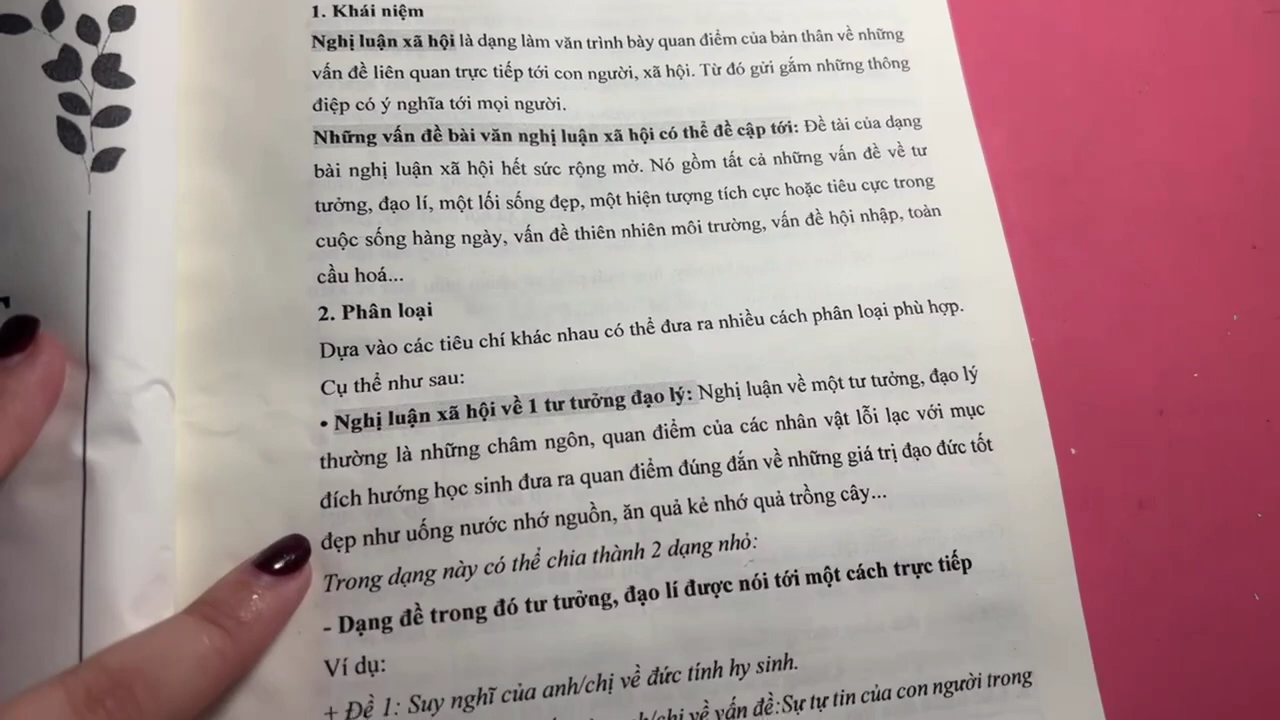 1. Khái niệm
Nghị luận xã hội là dạng làm văn trình bày quan điểm của bản thân về những
vấn đề liên quan trực tiếp tới con người, xã hội. Từ đó gửi gắm những thông
điệp có ý nghĩa tới mọi người.
Những vấn đề bài văn nghị luận xã hội có thể đề cập tới: Đề tài của dạng
bài nghị luận xã hội hết sức rộng mở. Nó gồm tất cả những vấn đề về tư
tưởng, đạo lí, một lối sống đẹp, một hiện tượng tích cực hoặc tiêu cực trong
cuộc sống hàng ngày, vấn đề thiên nhiên môi trường, vấn đề hội nhập, toàn
cầu hoá...
2. Phân loại
Dựa vào các tiêu chí khác nhau có thể đưa ra nhiều cách phân loại phù hợp.
Cụ thể như sau:
• Nghị luận xã hội về 1 tư tưởng đạo lý: Nghị luận về một tư tưởng, đạo lý
thường là những châm ngôn, quan điểm của các nhân vật lỗi lạc với mục
đích hướng học sinh đưa ra quan điểm đúng đắn về những giá trị đạo đức tốt
đẹp như uống nước nhớ nguồn, ăn quả kẻ nhớ quả trồng cây...
Trong dạng này có thể chia thành 2 dạng nhỏ:
- Dạng đề trong đó tư tưởng, đạo lí được nói tới một cách trực tiếp
Ví dụ:
+ Đề 1: Suy nghĩ của anh/chị về đức tính hy sinh.
về vấn đề:Sự tự tin của con người trong